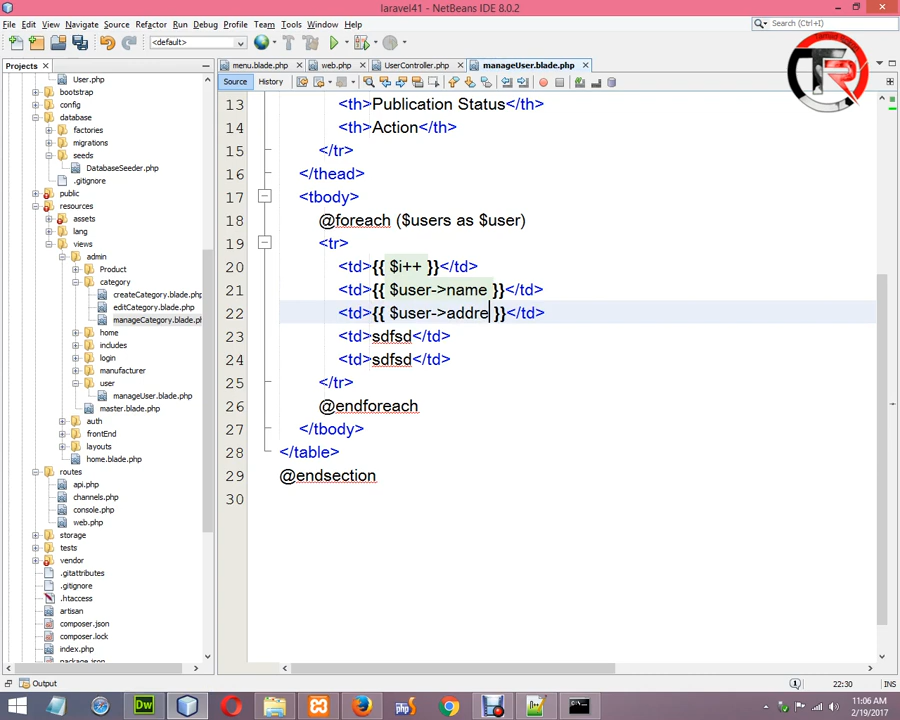 laravel41 - NetBeans IDE 8.0.2
File Edit View Navigate Source Refactor Run Debug Profile Team Tools Window Help
Search (Ctrl+I)
<default>
Projects
menu.blade.php
web.php
UserController.php
manageUser.blade.php
Source
History
User.php
bootstrap
config
database
factories
migrations
seeds
DatabaseSeeder.php
.gitignore
public
resources
assets
lang
views
admin
Product
category
createCategory.blade.php
editCategory.blade.php
manageCategory.blade.ph
home
includes
login
manufacturer
user
manageUser.blade.php
master.blade.php
auth
frontEnd
layouts
home.blade.php
routes
api.php
channels.php
console.php
web.php
storage
tests
vendor
.gitattributes
.gitignore
.htaccess
artisan
composer.json
composer.lock
index.php
package.json
13 <th>Publication Status</th>
14 <th>Action</th>
15 </tr>
16 </thead>
17 <tbody>
18 @foreach ($users as $user)
19 <tr>
20 <td>{{ $i++ }}</td>
21 <td>{{ $user->name }}</td>
22 <td>{{ $user->addre }}</td>
23 <td>sdfsd</td>
24 <td>sdfsd</td>
25 </tr>
26 @endforeach
27 </tbody>
28 </table>
29 @endsection
30
Output
22:30
INS
11:06 AM
2/19/2017